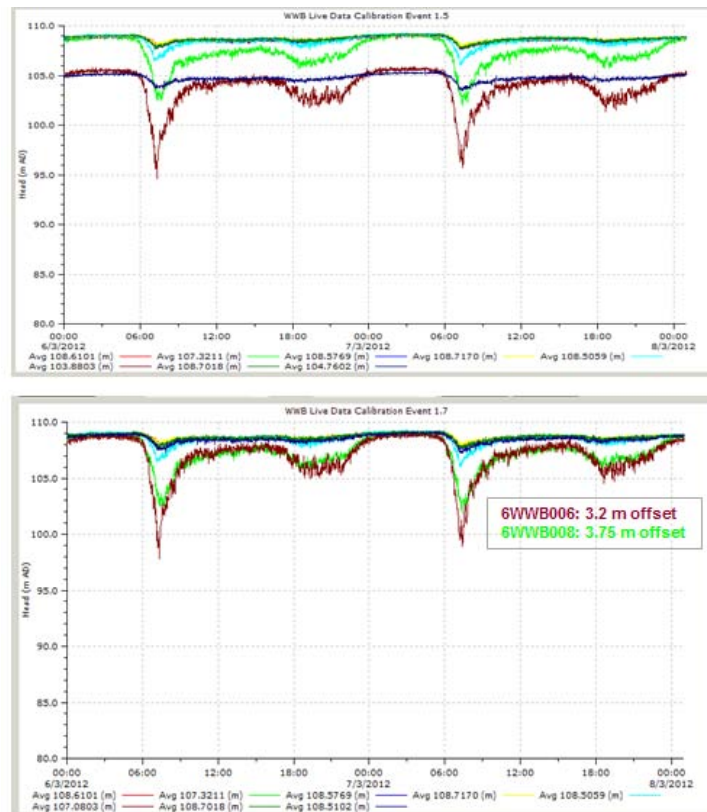 WWB Live Data Calibration Event 1.5
110.0
105.0
100.0
95.0
90.0
85.0
80.0
Head (m AD)
00:00 06:00 12:00 18:00 00:00 06:00 12:00 18:00 00:00
6/3/2012 7/3/2012 8/3/2012
Avg 108.6101 (m) Avg 107.3211 (m) Avg 108.5769 (m) Avg 108.7170 (m) Avg 108.5059 (m)
Avg 103.8803 (m) Avg 108.7018 (m) Avg 104.7602 (m)
WWB Live Data Calibration Event 1.7
110.0
105.0
100.0
95.0
90.0
85.0
80.0
Head (m AD)
6WWB006: 3.2 m offset
6WWB008: 3.75 m offset
00:00 06:00 12:00 18:00 00:00 06:00 12:00 18:00 00:00
6/3/2012 7/3/2012 8/3/2012
Avg 108.6101 (m) Avg 107.3211 (m) Avg 108.5769 (m) Avg 108.7170 (m) Avg 108.5059 (m)
Avg 107.0803 (m) Avg 108.7018 (m) Avg 108.5102 (m)